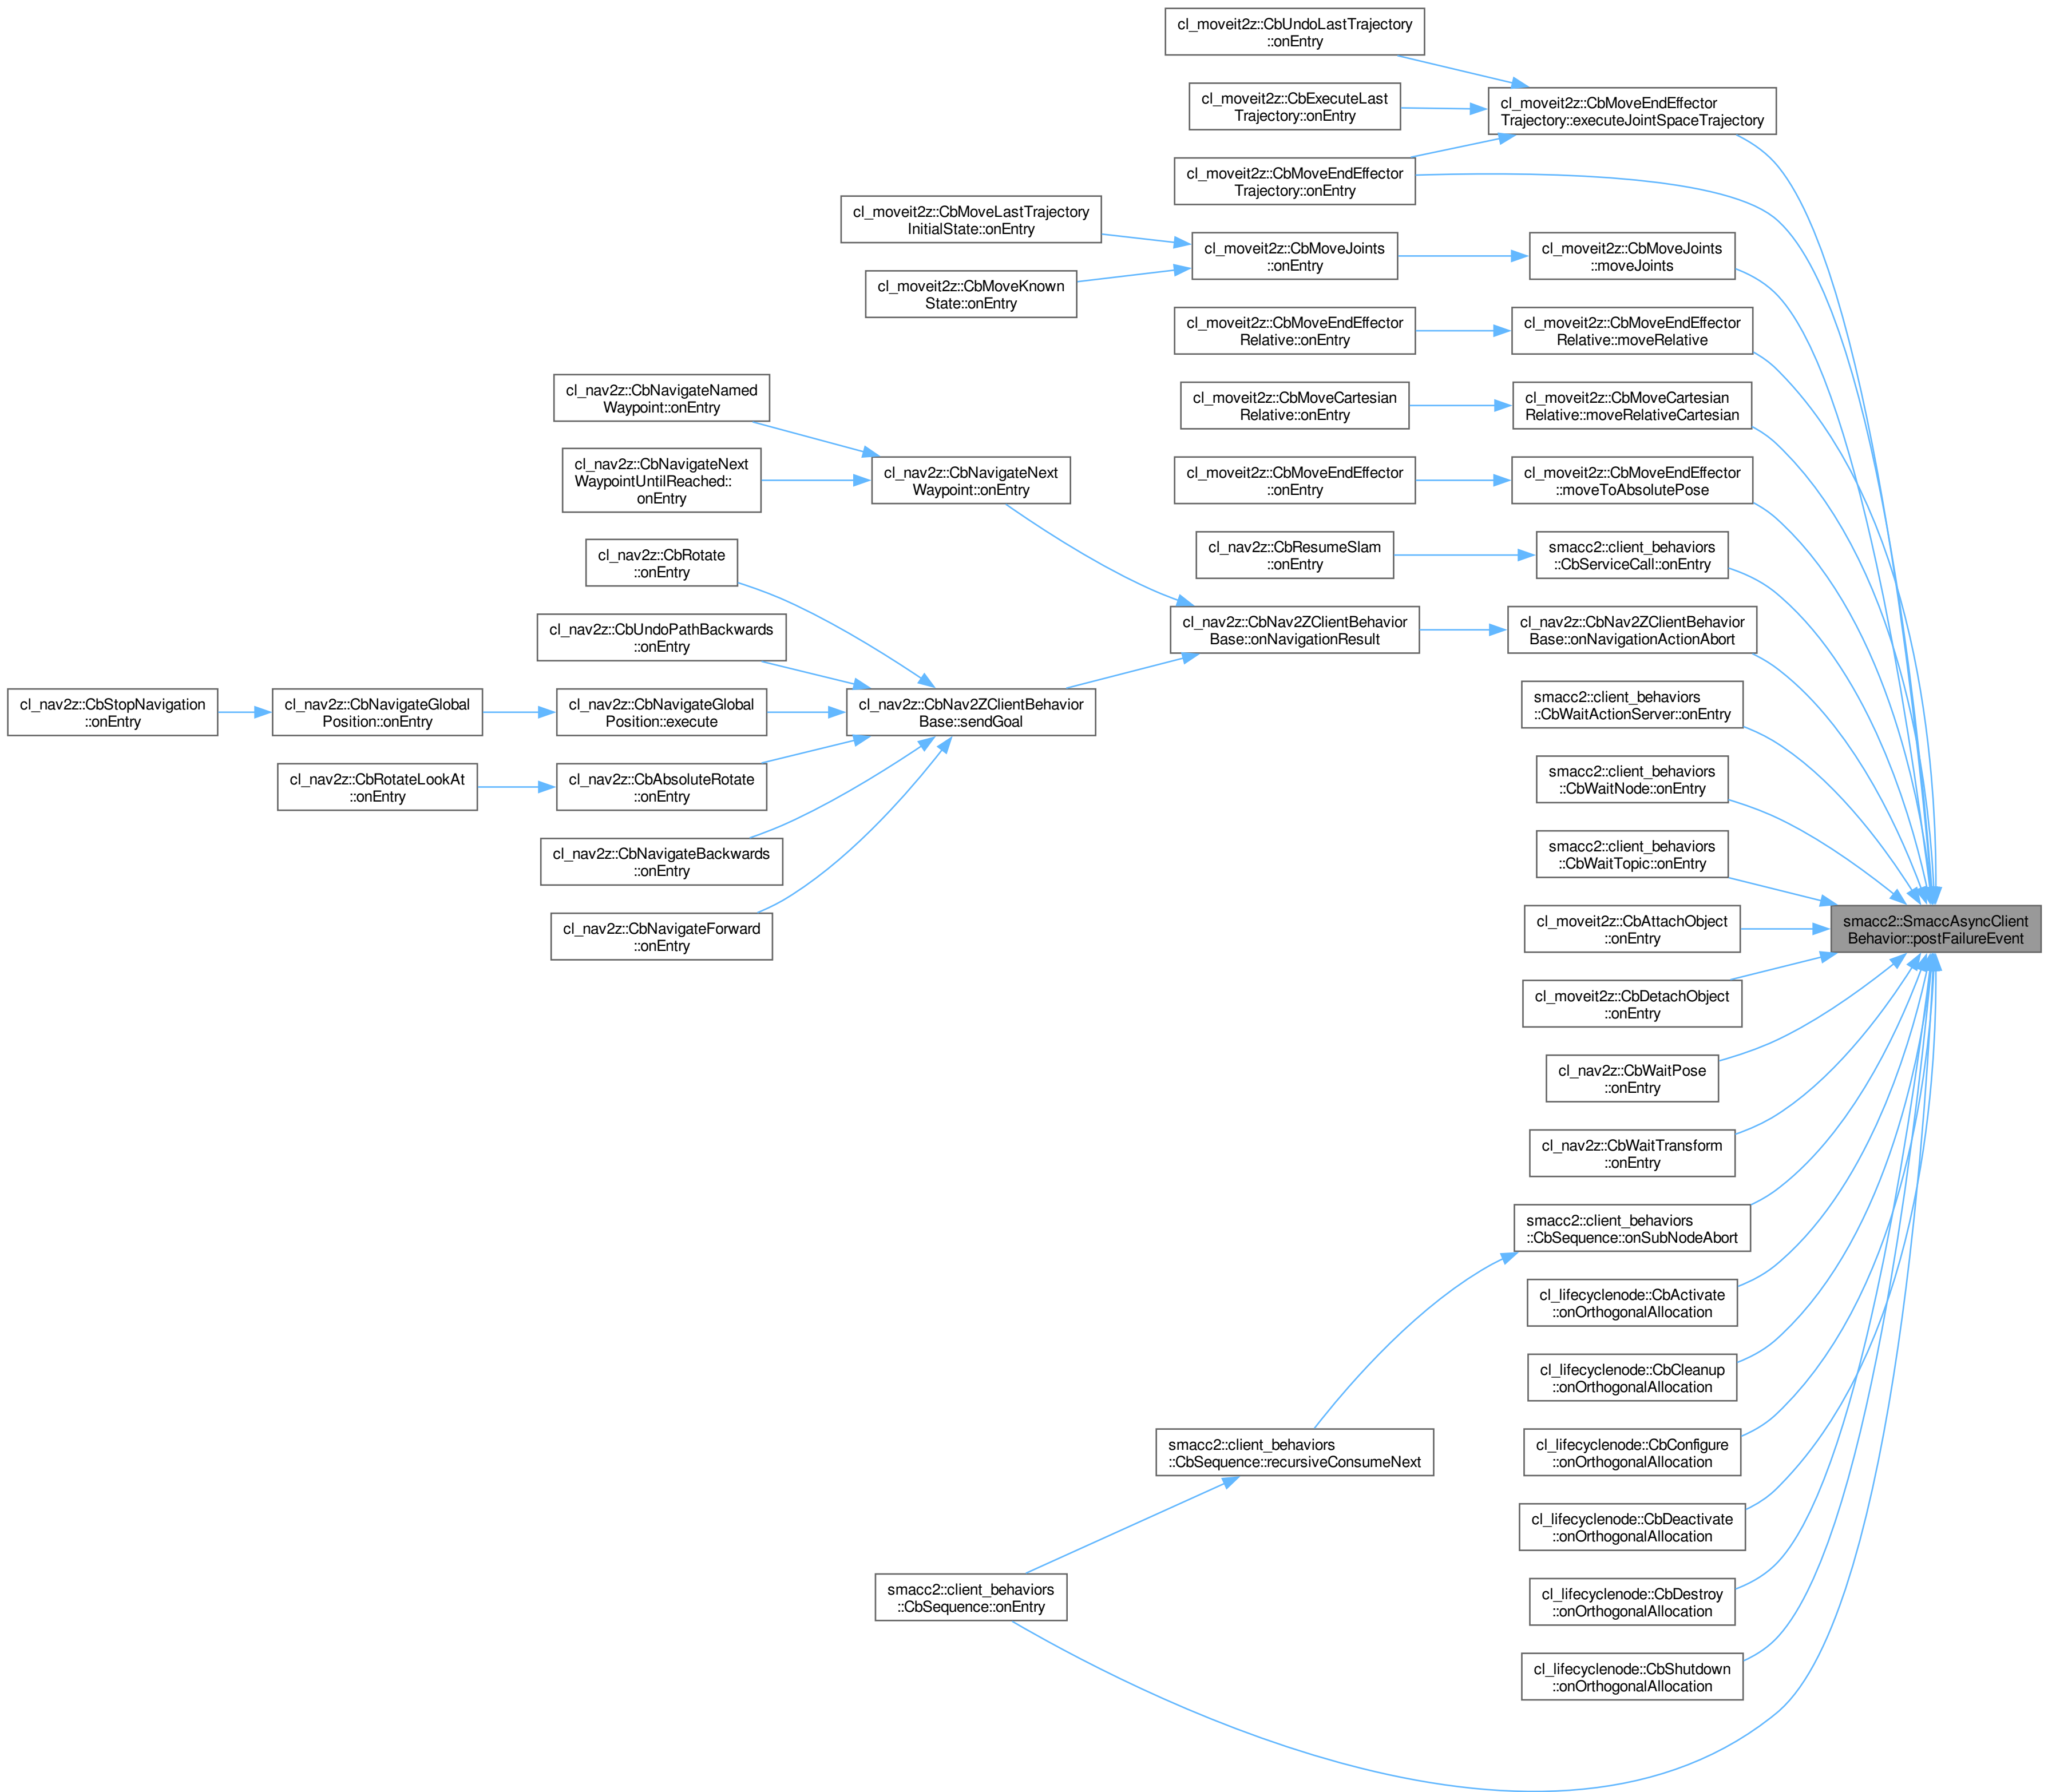 cl_moveit2z::CbUndoLastTrajectory
::onEntry
cl_moveit2z::CbExecuteLast
Trajectory::onEntry
cl_moveit2z::CbMoveEndEffector
Trajectory::executeJointSpaceTrajectory
cl_moveit2z::CbMoveEndEffector
Trajectory::onEntry
cl_moveit2z::CbMoveLastTrajectory
InitialState::onEntry
cl_moveit2z::CbMoveJoints
::onEntry
cl_moveit2z::CbMoveJoints
::moveJoints
cl_moveit2z::CbMoveKnown
State::onEntry
cl_moveit2z::CbMoveEndEffector
Relative::onEntry
cl_moveit2z::CbMoveEndEffector
Relative::moveRelative
cl_nav2z::CbNavigateNamed
Waypoint::onEntry
cl_moveit2z::CbMoveCartesian
Relative::onEntry
cl_moveit2z::CbMoveCartesian
Relative::moveRelativeCartesian
cl_nav2z::CbNavigateNext
WaypointUntilReached::
onEntry
cl_nav2z::CbNavigateNext
Waypoint::onEntry
cl_moveit2z::CbMoveEndEffector
::onEntry
cl_moveit2z::CbMoveEndEffector
::moveToAbsolutePose
cl_nav2z::CbRotate
::onEntry
cl_nav2z::CbResumeSlam
::onEntry
smacc2::client_behaviors
::CbServiceCall::onEntry
cl_nav2z::CbUndoPathBackwards
::onEntry
cl_nav2z::CbNav2ZClientBehavior
Base::onNavigationResult
cl_nav2z::CbNav2ZClientBehavior
Base::onNavigationActionAbort
cl_nav2z::CbStopNavigation
::onEntry
cl_nav2z::CbNavigateGlobal
Position::onEntry
cl_nav2z::CbNavigateGlobal
Position::execute
cl_nav2z::CbNav2ZClientBehavior
Base::sendGoal
smacc2::client_behaviors
::CbWaitActionServer::onEntry
cl_nav2z::CbRotateLookAt
::onEntry
cl_nav2z::CbAbsoluteRotate
::onEntry
smacc2::client_behaviors
::CbWaitNode::onEntry
cl_nav2z::CbNavigateBackwards
::onEntry
smacc2::client_behaviors
::CbWaitTopic::onEntry
cl_nav2z::CbNavigateForward
::onEntry
cl_moveit2z::CbAttachObject
::onEntry
smacc2::SmaccAsyncClient
Behavior::postFailureEvent
cl_moveit2z::CbDetachObject
::onEntry
cl_nav2z::CbWaitPose
::onEntry
cl_nav2z::CbWaitTransform
::onEntry
smacc2::client_behaviors
::CbSequence::onSubNodeAbort
cl_lifecyclenode::CbActivate
::onOrthogonalAllocation
cl_lifecyclenode::CbCleanup
::onOrthogonalAllocation
smacc2::client_behaviors
::CbSequence::recursiveConsumeNext
cl_lifecyclenode::CbConfigure
::onOrthogonalAllocation
cl_lifecyclenode::CbDeactivate
::onOrthogonalAllocation
smacc2::client_behaviors
::CbSequence::onEntry
cl_lifecyclenode::CbDestroy
::onOrthogonalAllocation
cl_lifecyclenode::CbShutdown
::onOrthogonalAllocation